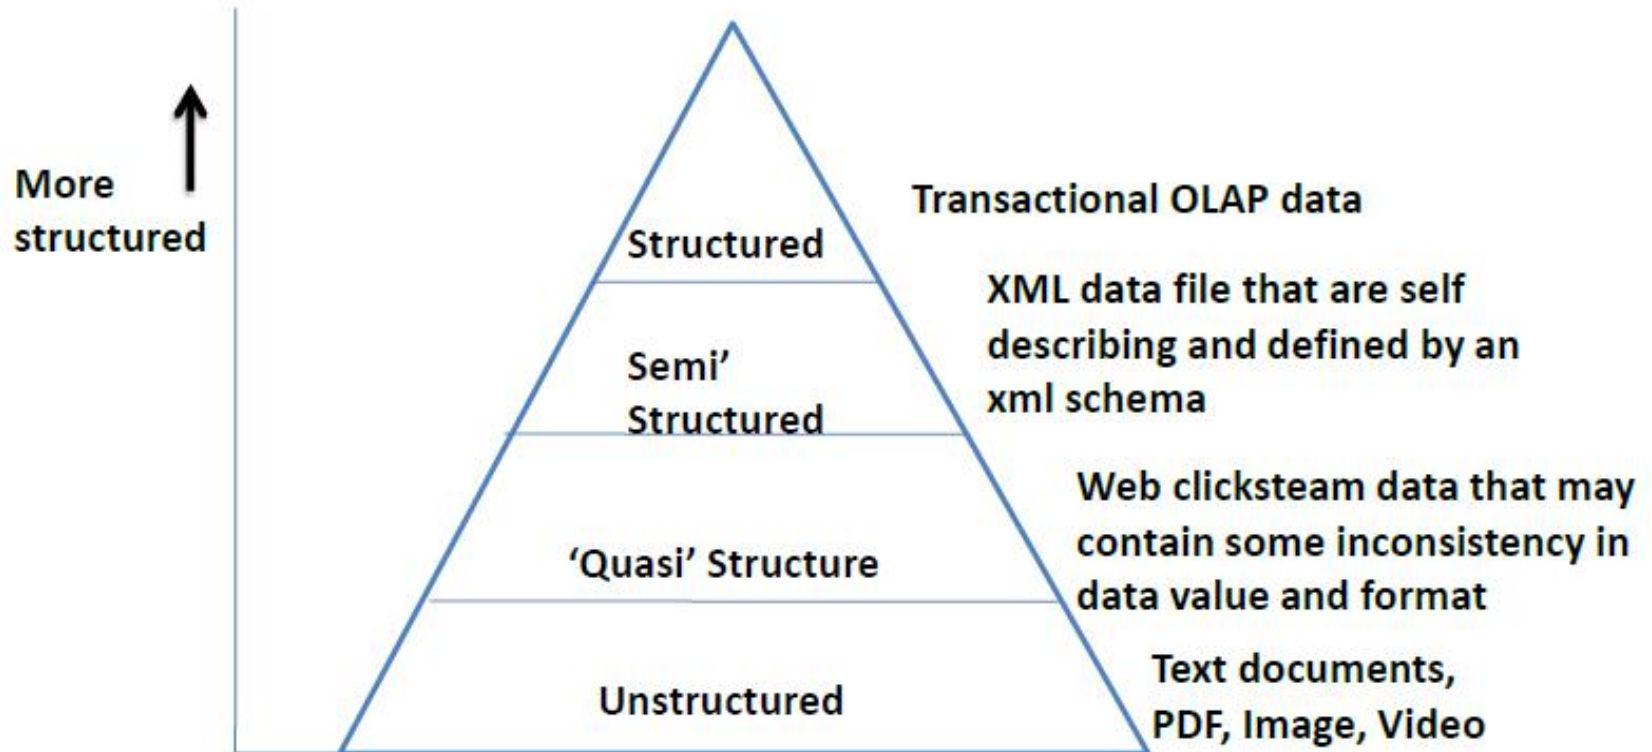 More
structured
Structured
Transactional OLAP data
Semi’
Structured
XML data file that are self
describing and defined by an
xml schema
‘Quasi’ Structure
Web clicksteam data that may
contain some inconsistency in
data value and format
Unstructured
Text documents,
PDF, Image, Video